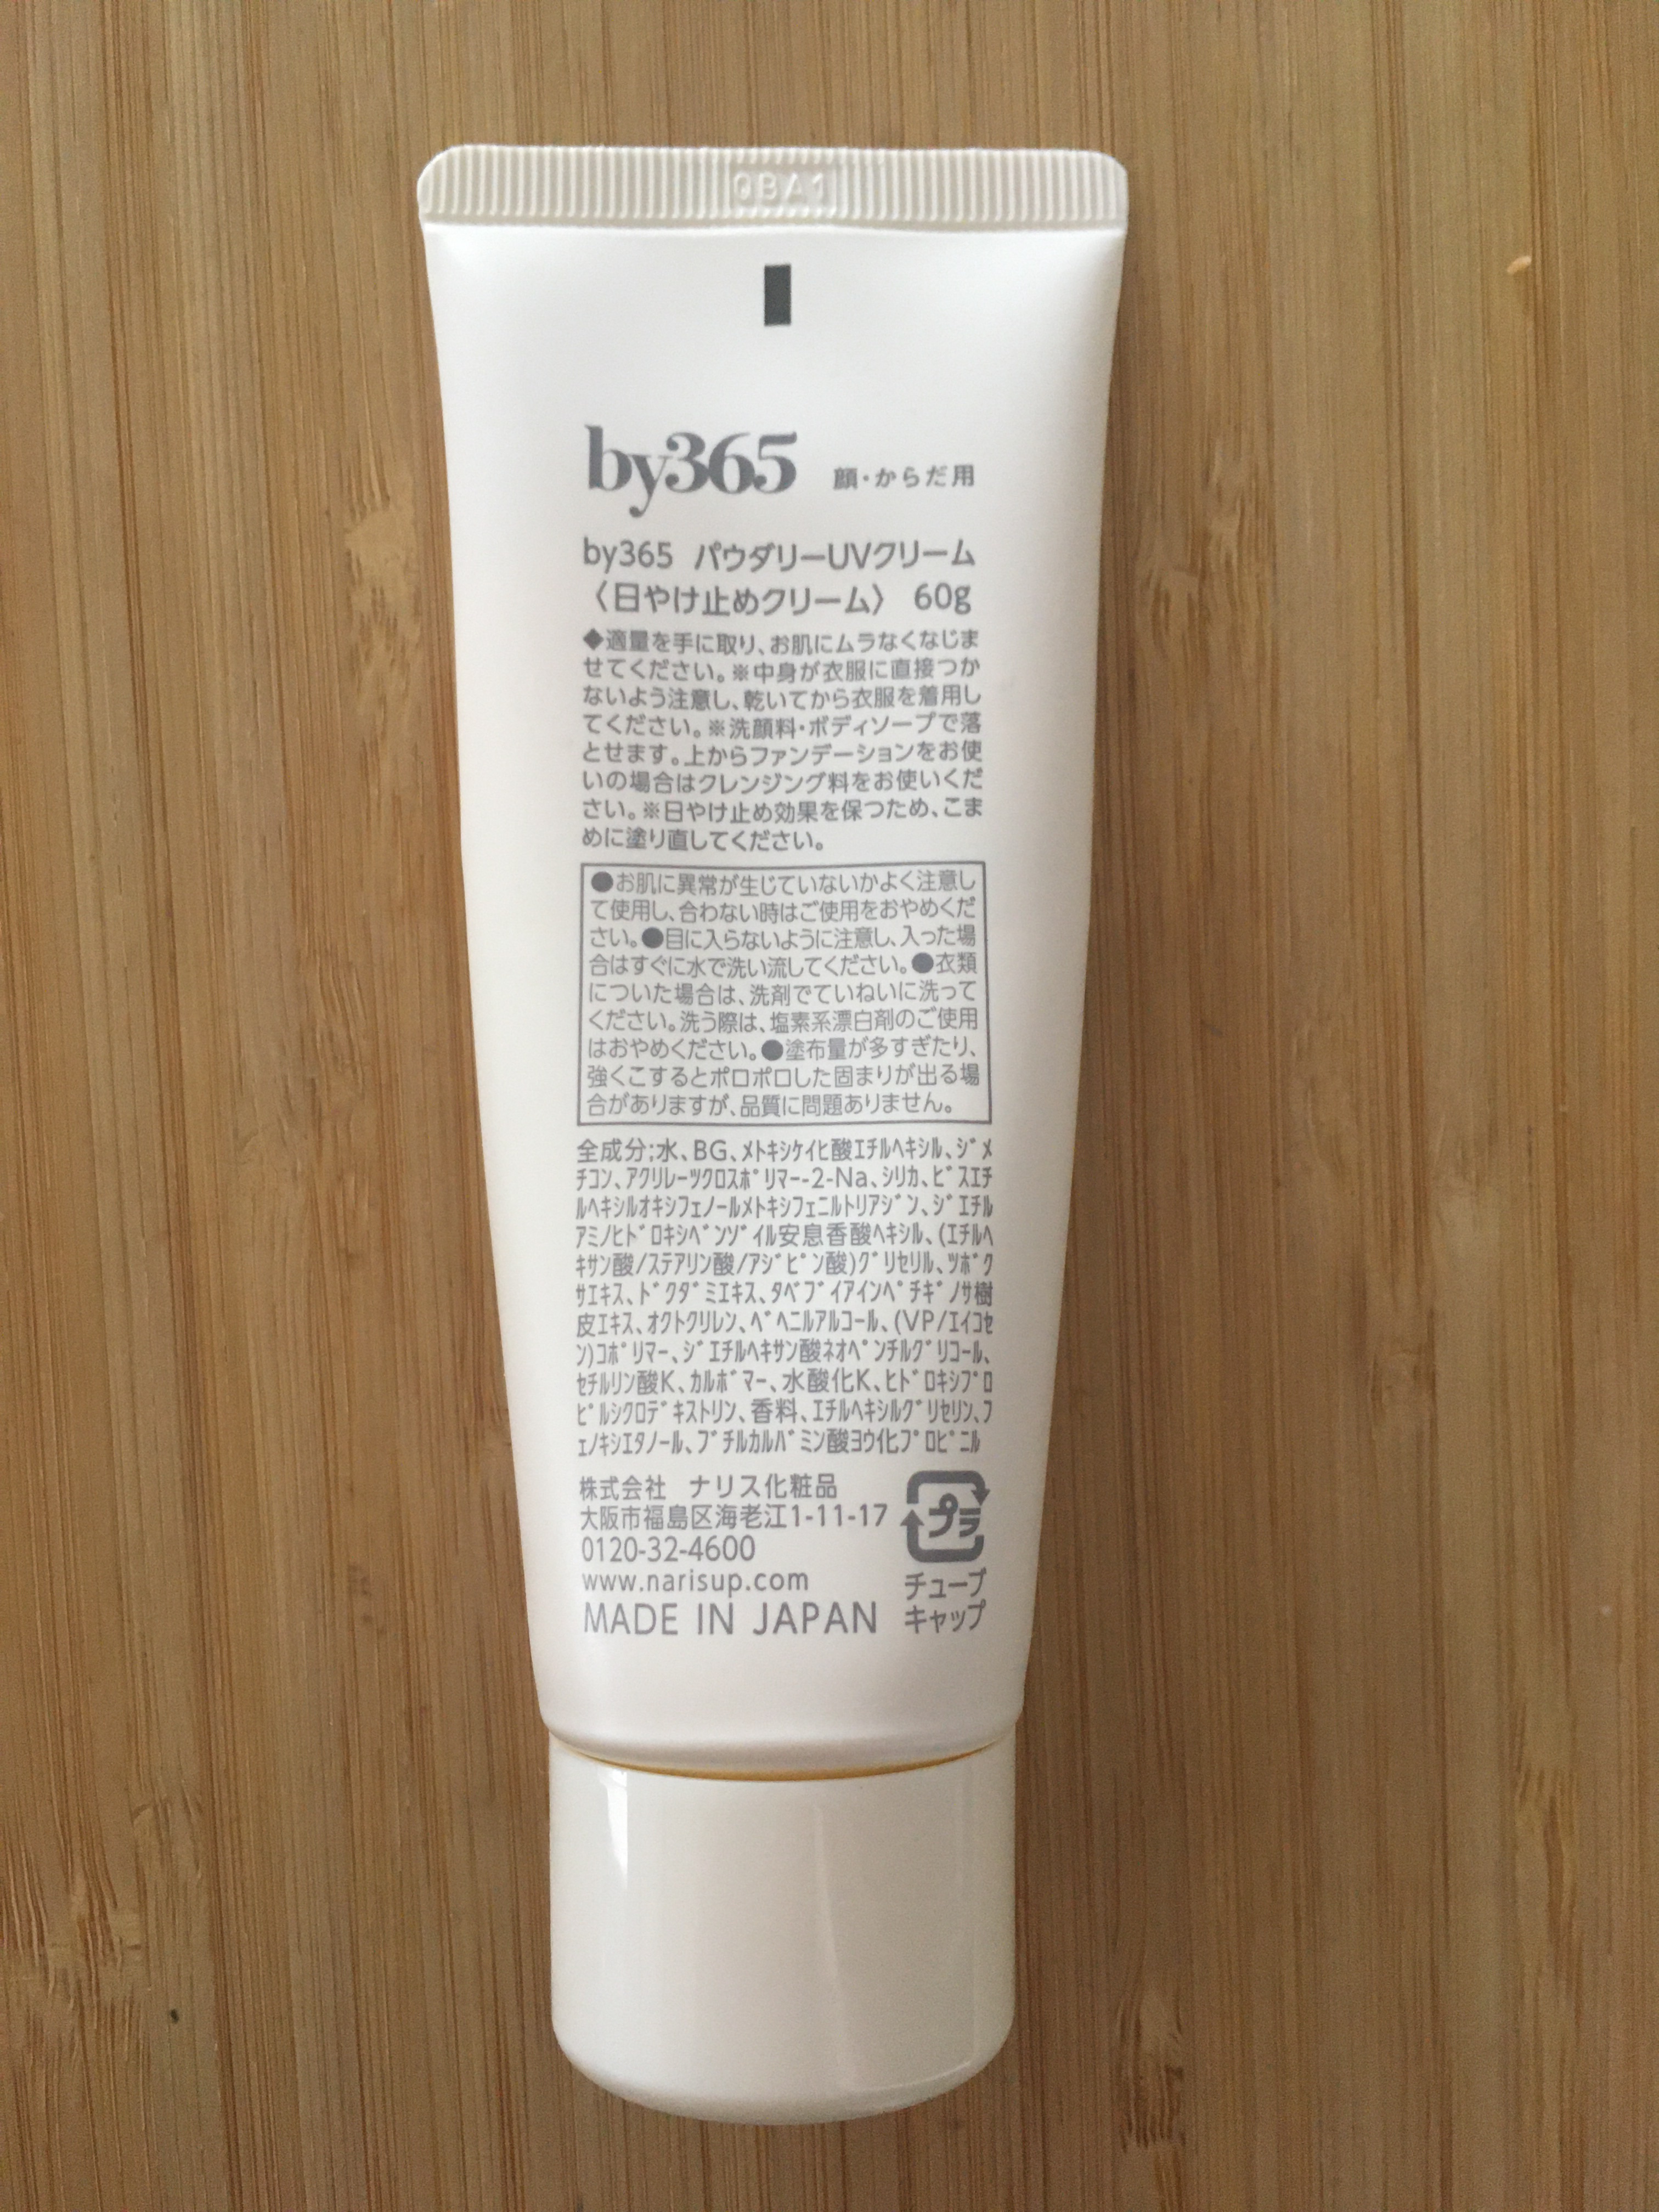 QBA1
by365 顔・からだ用
by365 パウダリーUVクリーム
〈日やけ止めクリーム〉 60g
◆適量を手に取り、お肌にムラなくなじま
せてください。※中身が衣服に直接つか
ないよう注意し、乾いてから衣服を着用し
てください。※洗顔料・ボディソープで落
とせます。上からファンデーションをお使
いの場合はクレンジング料をお使いくだ
さい。※日やけ止め効果を保つため、こま
めに塗り直してください。
●お肌に異常が生じていないかよく注意し
て使用し、合わない時はご使用をおやめくだ
さい。●目に入らないように注意し、入った場
合はすぐに水で洗い流してください。●衣類
についた場合は、洗剤でていねいに洗って
ください。洗う際は、塩素系漂白剤のご使用
はおやめください。●塗布量が多すぎたり、
強くこするとポロポロした固まりが出る場
合がありますが、品質に問題ありません。
全成分:水、BG、ﾒﾄｷｼｹｲﾋ酸ｴﾁﾙﾍｷｼﾙ、ｼﾞﾒ
ﾁｺﾝ、ｱｸﾘﾚｰﾂｸﾛｽﾎﾟﾘﾏｰ-2-Na、ｼﾘｶ、ﾋﾞｽｴﾁ
ﾙﾍｷｼﾙｵｷｼﾌｪﾉｰﾙﾒﾄｷｼﾌｪﾆﾙﾄﾘｱｼﾞﾝ、ｼﾞｴﾁﾙ
ｱﾐﾉﾋﾄﾞﾛｷｼﾍﾞﾝｿﾞｲﾙ安息香酸ﾍｷｼﾙ、(ｴﾁﾙﾍ
ｷｻﾝ酸/ｽﾃｱﾘﾝ酸/ｱｼﾞﾋﾟﾝ酸)ｸﾞﾘｾﾘﾙ、ﾂﾎﾞｸ
ｻｴｷｽ、ﾄﾞｸﾀﾞﾐｴｷｽ、ﾀﾍﾞﾌﾞｲｱｲﾝﾍﾟﾁｷﾞﾉｻ樹
皮ｴｷｽ、ｵｸﾄｸﾘﾚﾝ、ﾍﾞﾍﾆﾙｱﾙｺｰﾙ、(VP/ｴｲｺｾ
ﾝ)ｺﾎﾟﾘﾏｰ、ｼﾞｴﾁﾙﾍｷｻﾝ酸ﾈｵﾍﾟﾝﾁﾙｸﾞﾘｺｰﾙ、
ｾﾁﾙﾘﾝ酸K、ｶﾙﾎﾞﾏｰ、水酸化K、ﾋﾄﾞﾛｷｼﾌﾟﾛ
ﾋﾟﾙｼｸﾛﾃﾞｷｽﾄﾘﾝ、香料、ｴﾁﾙﾍｷｼﾙｸﾞﾘｾﾘﾝ、ﾌ
ｪﾉｷｼｴﾀﾉｰﾙ、ﾌﾞﾁﾙｶﾙﾊﾞﾐﾝ酸ﾖｳ化ﾌﾟﾛﾋﾟﾆﾙ
株式会社 ナリス化粧品
大阪市福島区海老江1-11-17
0120-32-4600
www.narisup.com
MADE IN JAPAN
プラ
チューブ
キャップ